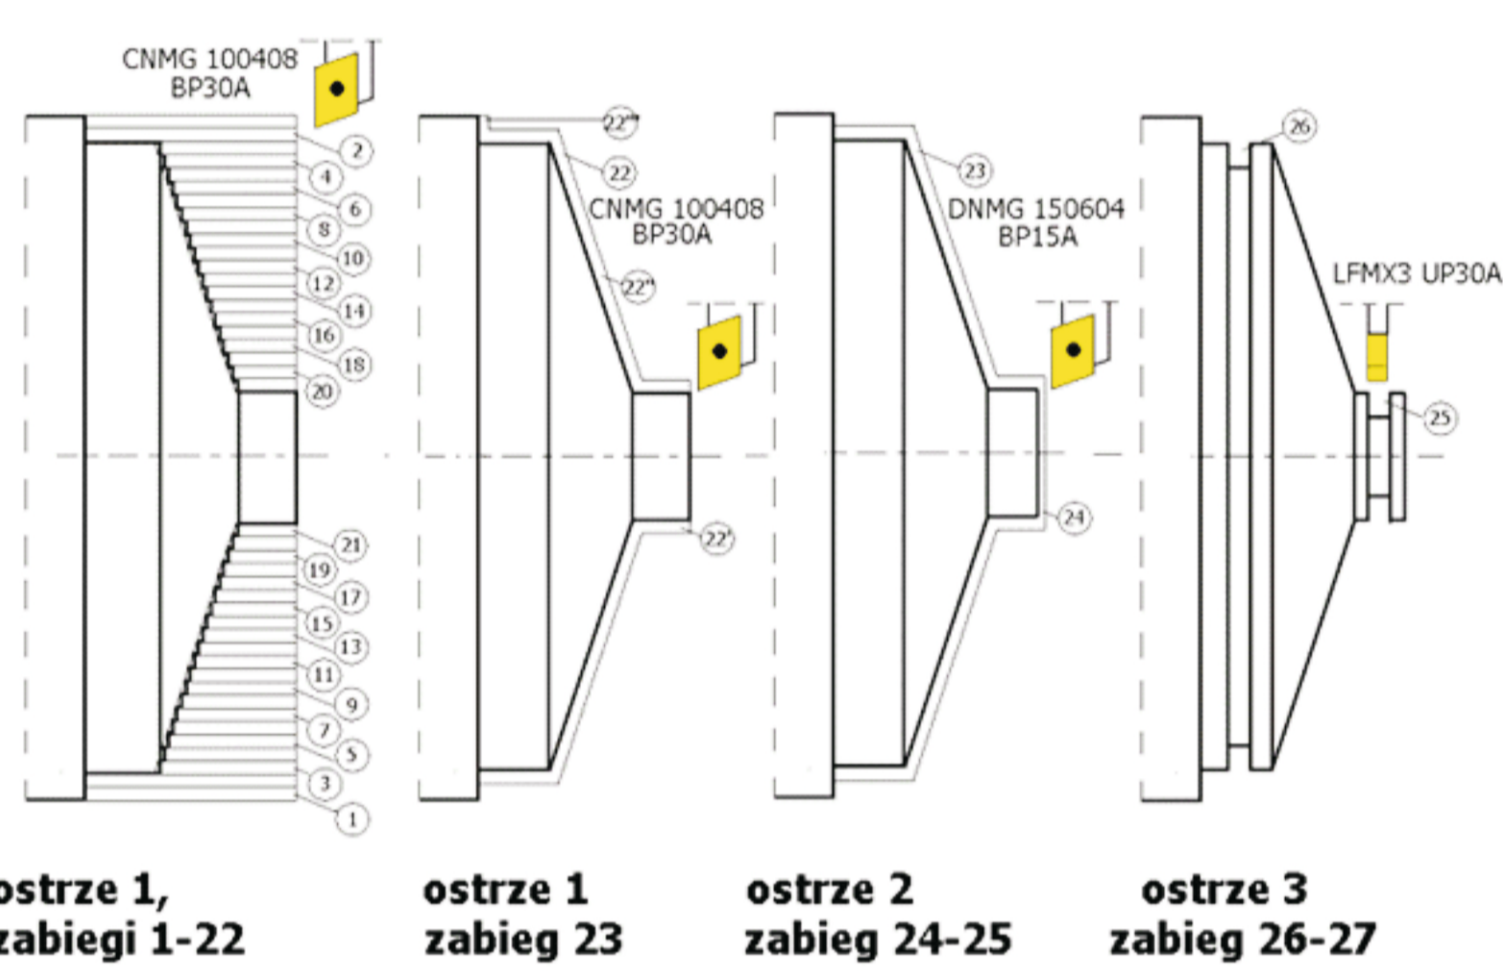 CNMG 100408
BP30A
2
4
6
8
10
12
14
16
18
20
21
19
17
15
13
11
9
7
5
3
1
ostrze 1,
zabiegi 1-22
22'''
22
CNMG 100408
BP30A
22"
22'
ostrze 1
zabieg 23
23
DNMG 150604
BP15A
24
ostrze 2
zabieg 24-25
26
LFMX3 UP30A
25
ostrze 3
zabieg 26-27